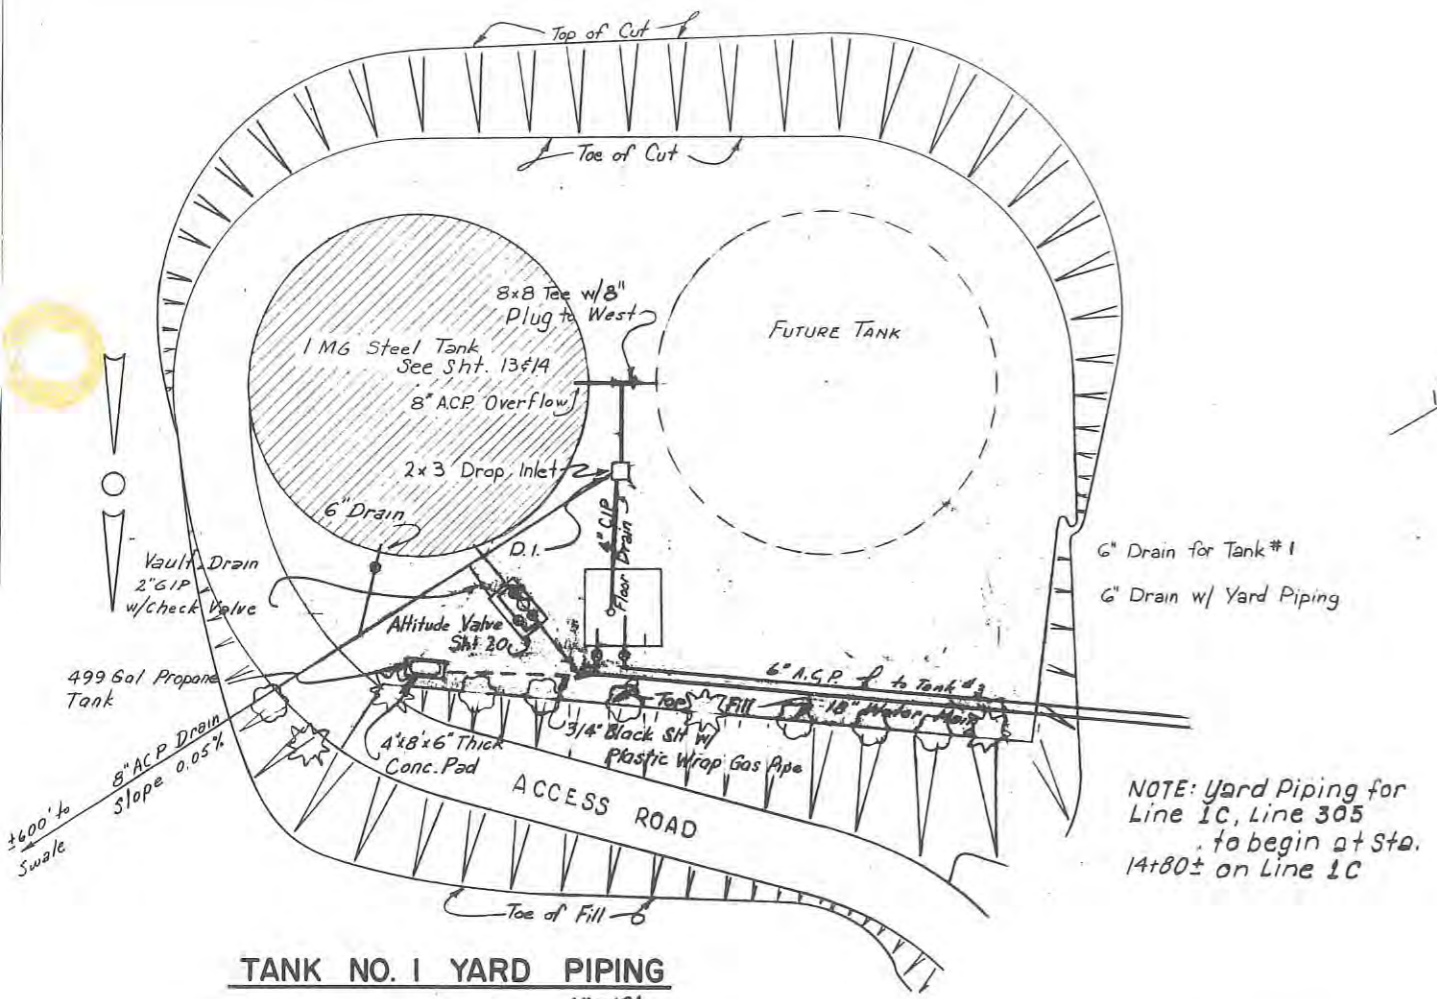 Top of Cut
Toe of Cut
8x8 Tee w/8"
Plug to West
FUTURE TANK
1 MG Steel Tank
See Sht. 13¢14
8" A.C.P. Overflow
2x3 Drop Inlet
6" Drain
D.I.
4" CIP
Floor Drain
Vault Drain
2" GIP
w/Check Valve
Altitude Valve
Sht 20
6" Drain for Tank #1
6" Drain w/ Yard Piping
499 Gal Propane
Tank
6" A.C.P. to Tank #
Top Fill
18" Water Main
3/4" Black Stl w/
Plastic Wrap Gas Pipe
4'x8'x6" Thick
Conc. Pad
8" ACP Drain
Slope 0.05%
±600' to
Swale
ACCESS ROAD
NOTE: Yard Piping for
Line 1C, Line 305
to begin at Sta.
14+80± on Line 1C
Toe of Fill
TANK NO. 1 YARD PIPING